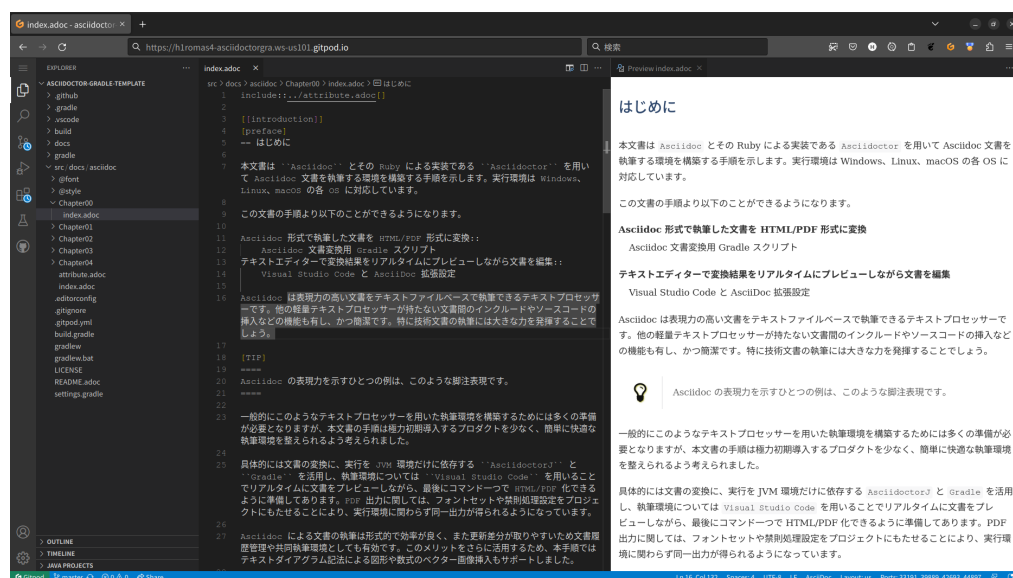 index.adoc - asciidoctor
https://h1romas4-asciidoctorgra.ws-us101.gitpod.io
検索
EXPLORER
ASCIIDOCTOR-GRADLE-TEMPLATE
.github
.gradle
.vscode
build
docs
gradle
src / docs / asciidoc
@font
@style
Chapter00
index.adoc
Chapter01
Chapter02
Chapter03
Chapter04
attribute.adoc
index.adoc
.editorconfig
.gitignore
.gitpod.yml
build.gradle
gradlew
gradlew.bat
LICENSE
README.adoc
settings.gradle
OUTLINE
TIMELINE
JAVA PROJECTS
index.adoc
src > docs > asciidoc > Chapter00 > index.adoc > はじめに
1 include::../attribute.adoc[]
2
3 [[introduction]]
4 [preface]
5 == はじめに
6
7 本文書は ``Asciidoc`` とその Ruby による実装である ``Asciidoctor`` を用い
て Asciidoc 文書を執筆する環境を構築する手順を示します。実行環境は Windows、
Linux、macOS の各 OS に対応しています。
8
9 この文書の手順より以下のことができるようになります。
10
11 Asciidoc 形式で執筆した文書を HTML/PDF 形式に変換::
12 Asciidoc 文書変換用 Gradle スクリプト
13 テキストエディターで変換結果をリアルタイムにプレビューしながら文書を編集::
14 Visual Studio Code と AsciiDoc 拡張設定
15
16 Asciidoc は表現力の高い文書をテキストファイルベースで執筆できるテキストプロセッサ
ーです。他の軽量テキストプロセッサーが持たない文書間のインクルードやソースコードの
挿入などの機能も有し、かつ簡潔です。特に技術文書の執筆には大きな力を発揮することで
しょう。
17
18 [TIP]
19 ====
20 Asciidoc の表現力を示すひとつの例は、このような脚注表現です。
21 ====
22
23 一般的にこのようなテキストプロセッサーを用いた執筆環境を構築するためには多くの準備
が必要となりますが、本文書の手順は極力初期導入するプロダクトを少なく、簡単に快適な
執筆環境を整えられるよう考えられました。
24
25 具体的には文書の変換に、実行を JVM 環境だけに依存する ``AsciidoctorJ`` と
``Gradle`` を活用し、執筆環境については ``Visual Studio Code`` を用いること
でリアルタイムに文書をプレビューしながら、最後にコマンド一つで HTML/PDF 化できる
ように準備してあります。PDF 出力に関しては、フォントセットや禁則処理設定をプロジェ
クトにもたせることにより、実行環境に関わらず同一出力が得られるようになっています。
26
27 Asciidoc による文書の執筆は形式的で効率が良く、また更新差分が取りやすいため文書履
歴管理や共同執筆環境としても有効です。このメリットをさらに活用するため、本手順では
テキストダイアグラム記法による図形や数式のベクター画像挿入もサポートしました。
28
Preview index.adoc
はじめに
本文書は Asciidoc とその Ruby による実装である Asciidoctor を用いて Asciidoc 文書を
執筆する環境を構築する手順を示します。実行環境は Windows、Linux、macOS の各 OS に
対応しています。
この文書の手順より以下のことができるようになります。
Asciidoc 形式で執筆した文書を HTML/PDF 形式に変換
Asciidoc 文書変換用 Gradle スクリプト
テキストエディターで変換結果をリアルタイムにプレビューしながら文書を編集
Visual Studio Code と AsciiDoc 拡張設定
Asciidoc は表現力の高い文書をテキストファイルベースで執筆できるテキストプロセッサーで
す。他の軽量テキストプロセッサーが持たない文書間のインクルードやソースコードの挿入など
の機能も有し、かつ簡潔です。特に技術文書の執筆には大きな力を発揮することでしょう。
Asciidoc の表現力を示すひとつの例は、このような脚注表現です。
一般的にこのようなテキストプロセッサーを用いた執筆環境を構築するためには多くの準備が必
要となりますが、本文書の手順は極力初期導入するプロダクトを少なく、簡単に快適な執筆環境
を整えられるよう考えられました。
具体的には文書の変換に、実行を JVM 環境だけに依存する AsciidoctorJ と Gradle を活用
し、執筆環境については Visual Studio Code を用いることでリアルタイムに文書をプレ
ビューしながら、最後にコマンド一つで HTML/PDF 化できるように準備してあります。PDF
出力に関しては、フォントセットや禁則処理設定をプロジェクトにもたせることにより、実行環
境に関わらず同一出力が得られるようになっています。
Gitpod master Share
Ln 16, Col 132 Spaces: 4 UTF-8 LF AsciiDoc Layout: us